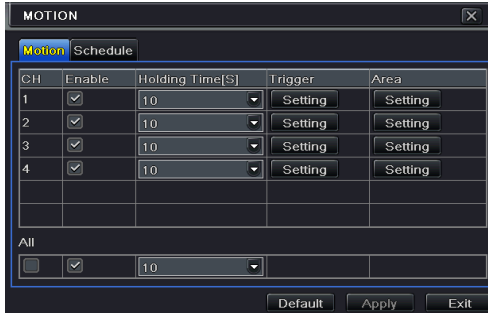 MOTION
Motion Schedule
CH Enable Holding Time[S] Trigger Area
1 10 Setting Setting
2 10 Setting Setting
3 10 Setting Setting
4 10 Setting Setting
All
10
Default Apply Exit